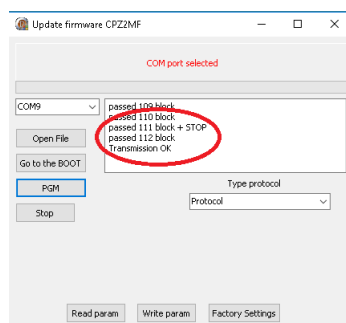 Update firmware CPZ2MF
COM port selected
COM9
passed 109 block
passed 110 block
passed 111 block + STOP
passed 112 block
Transmission OK
Open File
Go to the BOOT
PGM
Stop
Type protocol
Protocol
Read param
Write param
Factory Settings